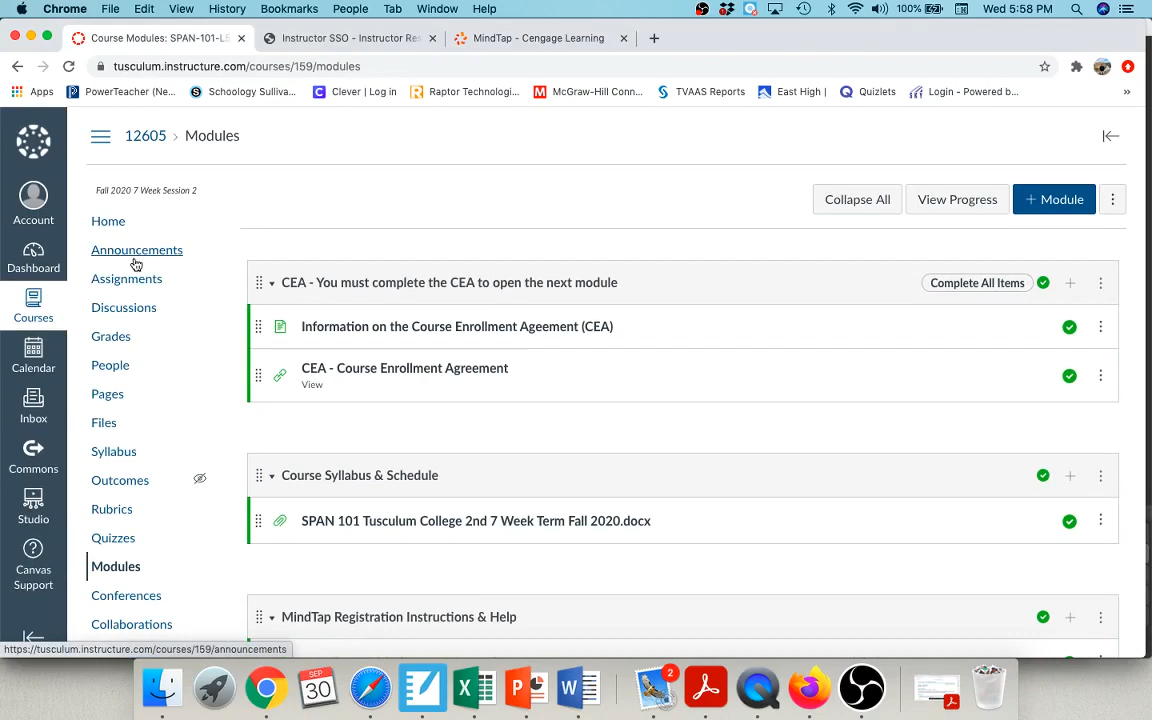 Chrome File Edit View History Bookmarks People Tab Window Help 100% Wed 5:58 PM
Course Modules: SPAN-101-LE Instructor SSO - Instructor Res MindTap - Cengage Learning
tusculum.instructure.com/courses/159/modules
Apps PowerTeacher (Ne... Schoology Sulliva... Clever | Log in Raptor Technologi... McGraw-Hill Conn... TVAAS Reports East High | Quizlets Login - Powered b... »
12605 › Modules
Fall 2020 7 Week Session 2
Collapse All View Progress + Module
Account
Dashboard
Courses
Calendar
Inbox
Commons
Studio
Canvas
Support
Home
Announcements
Assignments
Discussions
Grades
People
Pages
Files
Syllabus
Outcomes
Rubrics
Quizzes
Modules
Conferences
Collaborations
CEA - You must complete the CEA to open the next module Complete All Items
Information on the Course Enrollment Ageement (CEA)
CEA - Course Enrollment Agreement
View
Course Syllabus & Schedule
SPAN 101 Tusculum College 2nd 7 Week Term Fall 2020.docx
MindTap Registration Instructions & Help
https://tusculum.instructure.com/courses/159/announcements
SEP
30
2